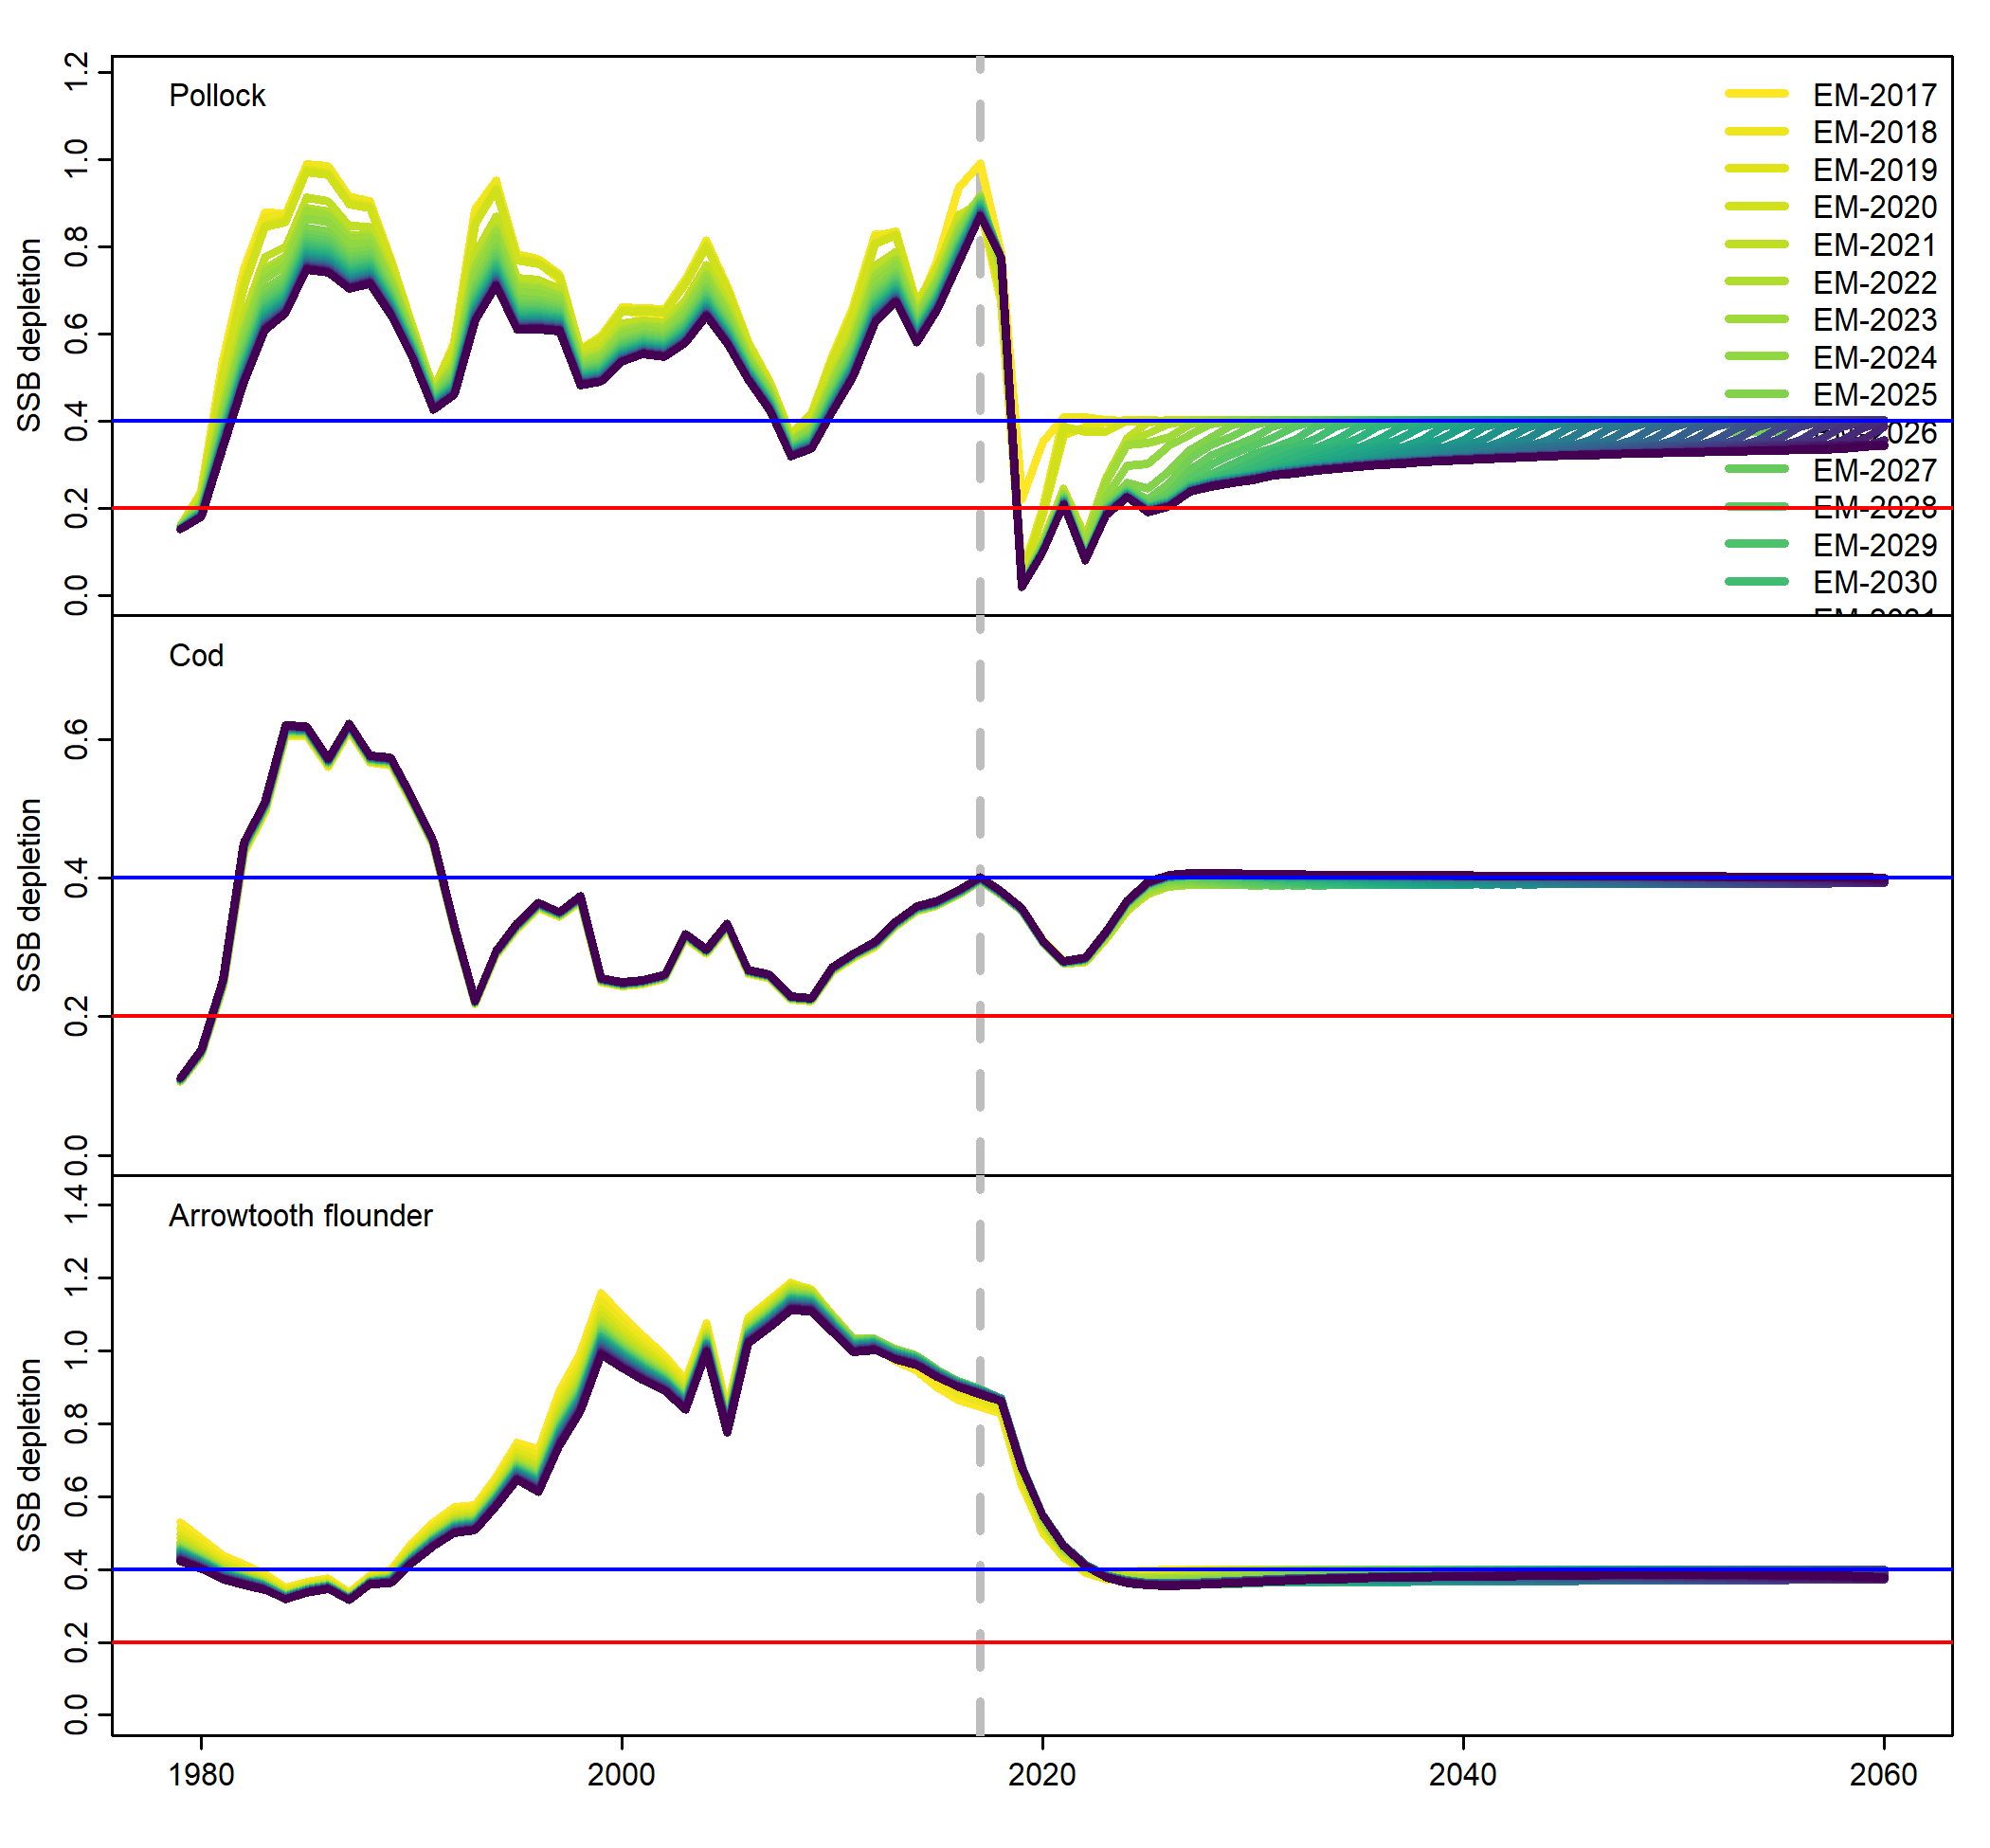 Pollock
SSB depletion
0.0 0.2 0.4 0.6 0.8 1.0 1.2
EM-2017
EM-2018
EM-2019
EM-2020
EM-2021
EM-2022
EM-2023
EM-2024
EM-2025
2026
EM-2027
EM-2028
EM-2029
EM-2030
Cod
SSB depletion
0.0 0.2 0.4 0.6
Arrowtooth flounder
SSB depletion
0.0 0.2 0.4 0.6 0.8 1.0 1.2 1.4
1980 2000 2020 2040 2060